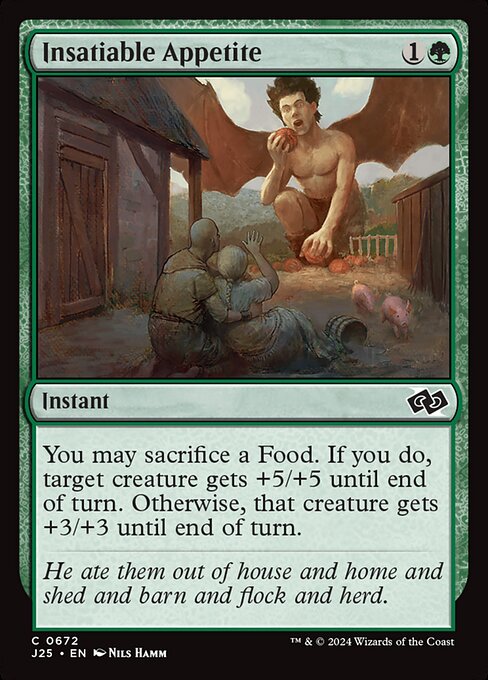 Insatiable Appetite 1
Instant
You may sacrifice a Food. If you do,
target creature gets +5/+5 until end
of turn. Otherwise, that creature gets
+3/+3 until end of turn.
He ate them out of house and home and
shed and barn and flock and herd.
C 0672
J25 • EN Nils Hamm
™ & © 2024 Wizards of the Coast